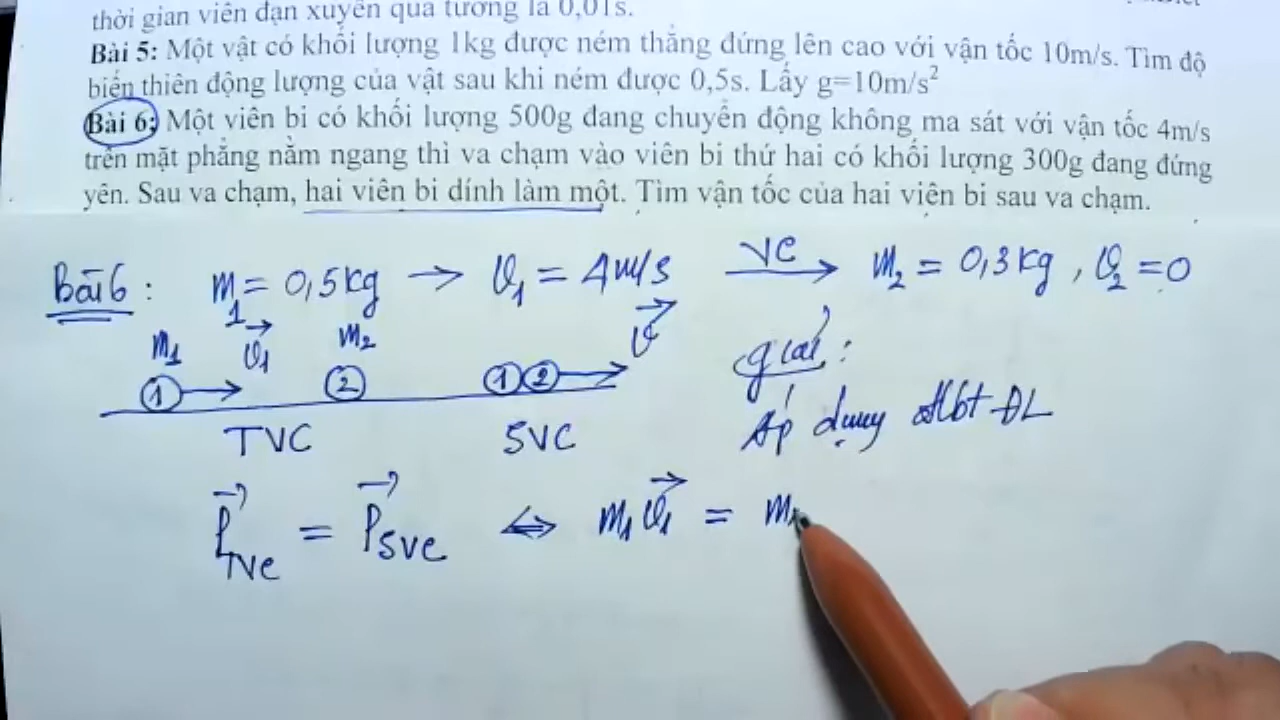 thời gian viên đạn xuyên qua tường là 0,01s.
Bài 5: Một vật có khối lượng 1kg được ném thẳng đứng lên cao với vận tốc 10m/s. Tìm độ
biến thiên động lượng của vật sau khi ném được 0,5s. Lấy g=10m/s²
Bài 6: Một viên bi có khối lượng 500g đang chuyển động không ma sát với vận tốc 4m/s
trên mặt phẳng nằm ngang thì va chạm vào viên bi thứ hai có khối lượng 300g đang đứng
yên. Sau va chạm, hai viên bi dính làm một. Tìm vận tốc của hai viên bi sau va chạm.
Bài 6 : m₁ = 0,5kg → v₁ = 4m/s VC→ m₂ = 0,3kg , v₂ = 0
m₁ v⃗₁ m₂ v⃗
① ② ①② giải :
TVC SVC Áp dụng ĐLbt ĐL
P⃗TVC = P⃗SVC ⇔ m₁v⃗₁ = m